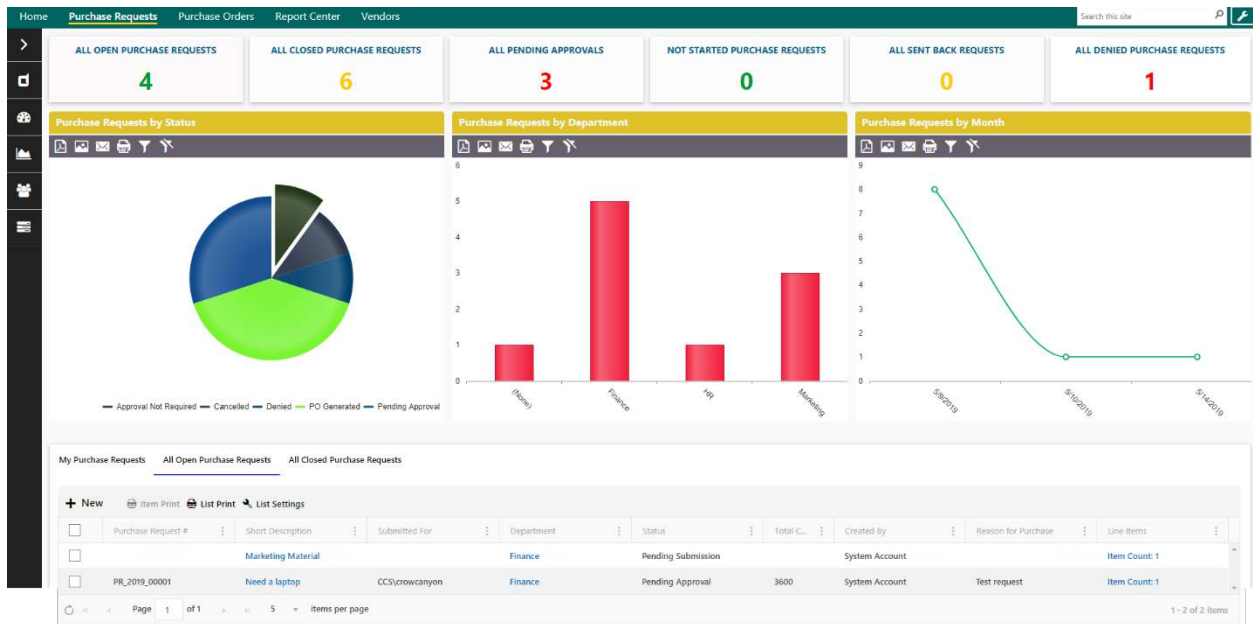 Home Purchase Requests Purchase Orders Report Center Vendors Search this site
ALL OPEN PURCHASE REQUESTS ALL CLOSED PURCHASE REQUESTS ALL PENDING APPROVALS NOT STARTED PURCHASE REQUESTS ALL SENT BACK REQUESTS ALL DENIED PURCHASE REQUESTS
4 6 3 0 0 1
Purchase Requests by Status
Approval Not Required Cancelled Denied PO Generated Pending Approval
Purchase Requests by Department
6
5
4
3
2
1
0
(None) Finance HR Marketing
Purchase Requests by Month
9
8
7
6
5
4
3
2
1
0
5/9/2019 5/10/2019 5/14/2019
My Purchase Requests All Open Purchase Requests All Closed Purchase Requests
+ New Item Print List Print List Settings
Purchase Request # Short Description Submitted For Department Status Total C... Created By Reason for Purchase Line Items
Marketing Material Finance Pending Submission System Account Item Count: 1
PR_2019_00001 Need a laptop CCS\crowcanyon Finance Pending Approval 3600 System Account Test request Item Count: 1
Page 1 of 1 5 items per page 1 - 2 of 2 items